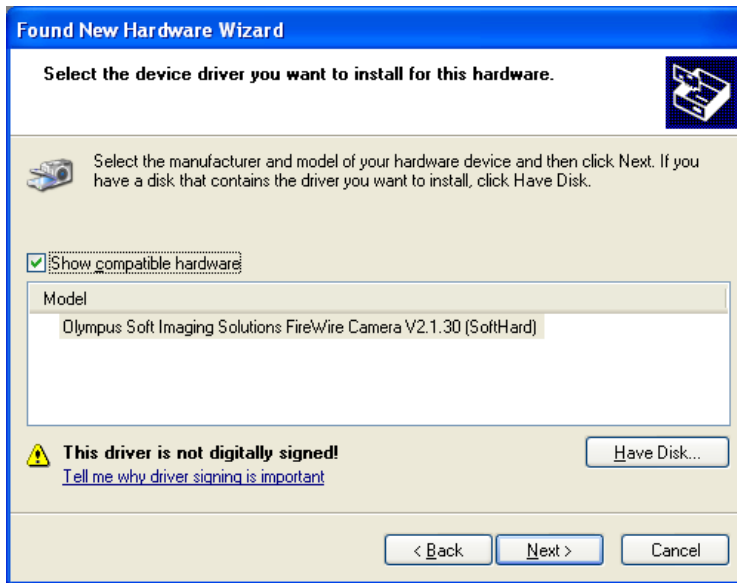 Found New Hardware Wizard
Select the device driver you want to install for this hardware.
Select the manufacturer and model of your hardware device and then click Next. If you
have a disk that contains the driver you want to install, click Have Disk.
Show compatible hardware
Model
Olympus Soft Imaging Solutions FireWire Camera V2.1.30 (SoftHard)
This driver is not digitally signed!
Have Disk...
Tell me why driver signing is important
< Back
Next >
Cancel